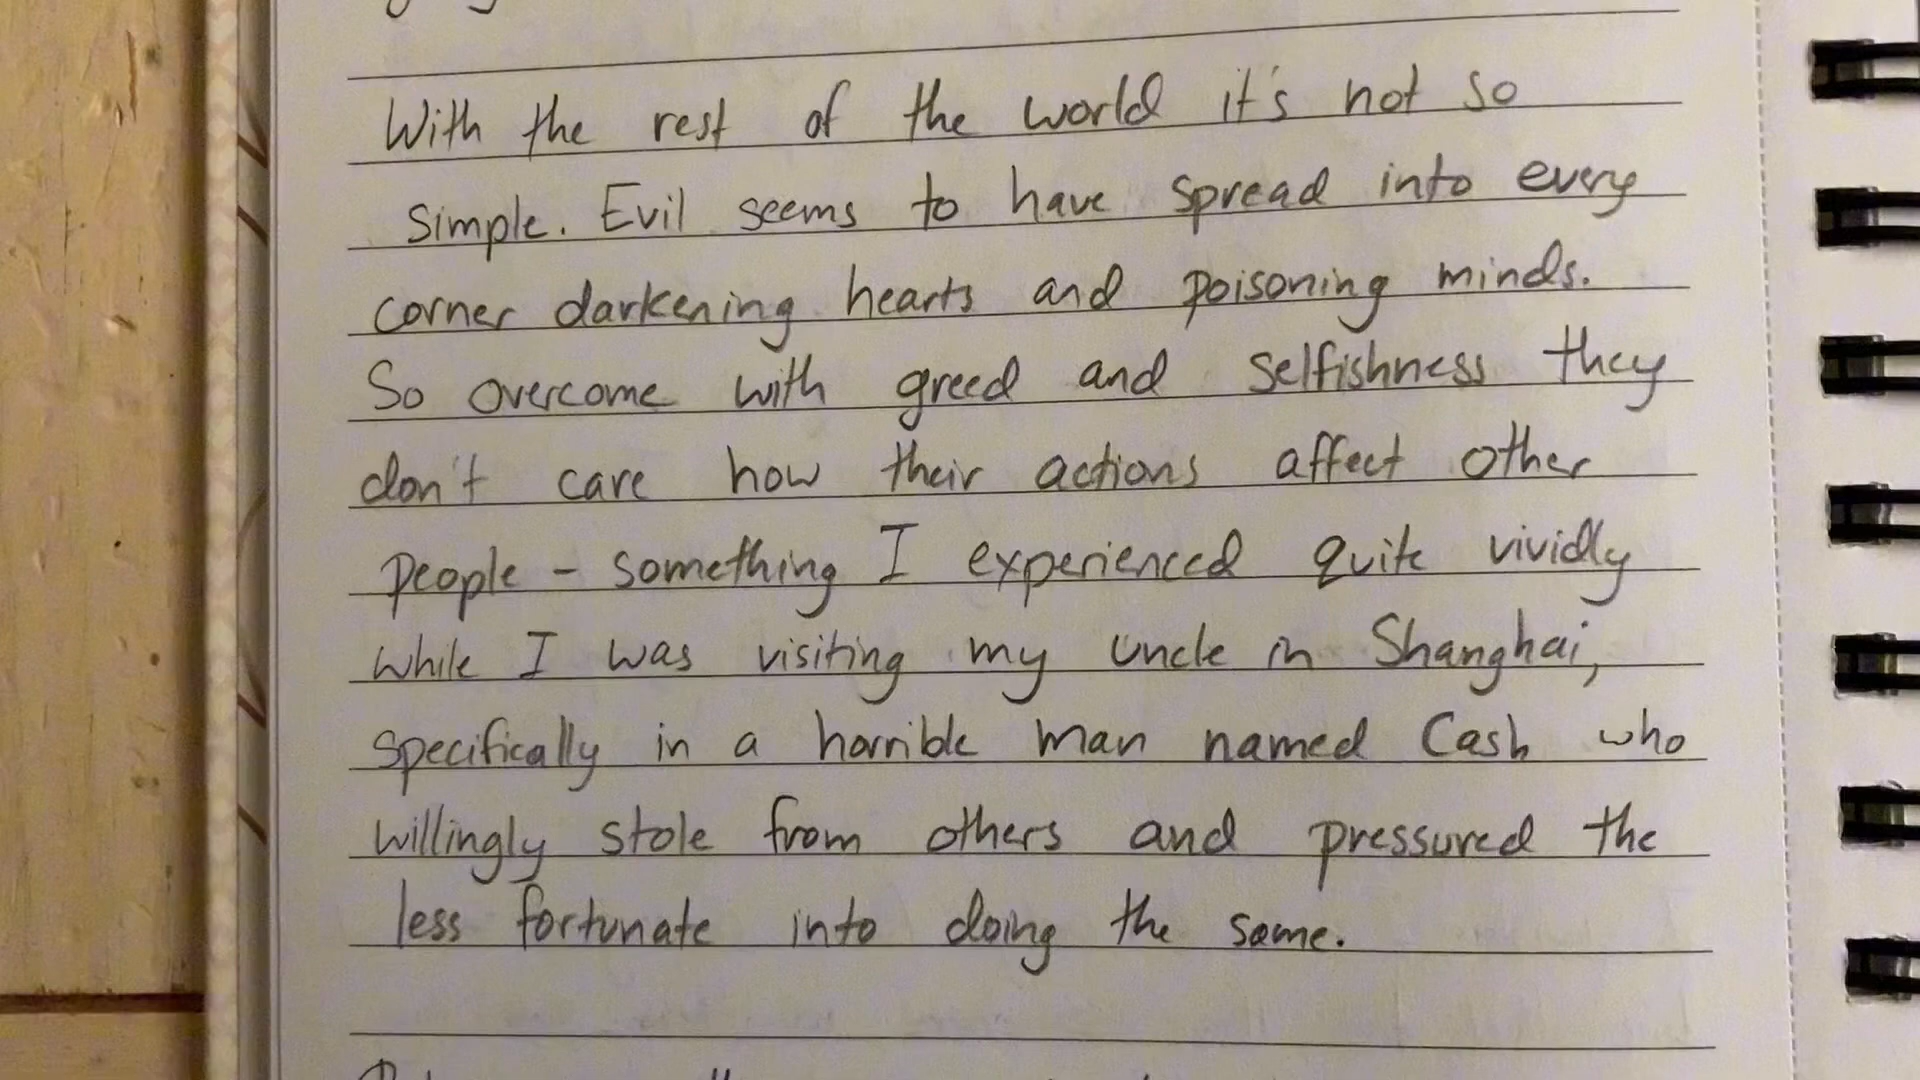 With the rest of the world it's not so
simple. Evil seems to have spread into every
corner darkening hearts and poisoning minds.
So overcome with greed and selfishness they
don't care how their actions affect other
people - something I experienced quite vividly
while I was visiting my uncle in Shanghai,
specifically in a horrible man named Cash who
willingly stole from others and pressured the
less fortunate into doing the same.